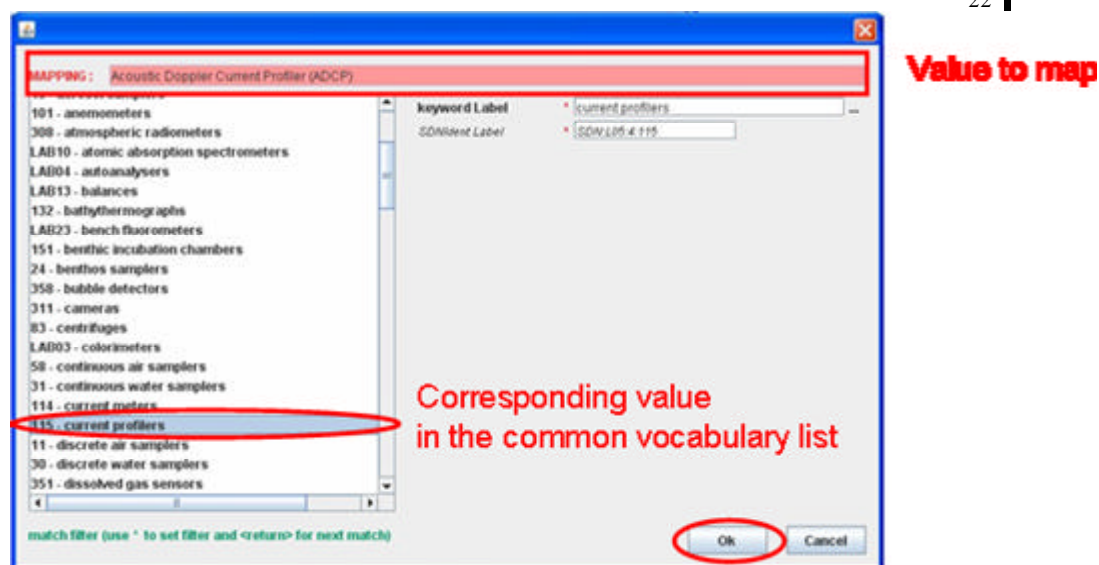 22
MAPPING : Acoustic Doppler Current Profiler (ADCP)
Value to map
101 - anemometers
308 - atmospheric radiometers
LAB10 - atomic absorption spectrometers
LAB04 - autoanalysers
LAB13 - balances
132 - bathythermographs
LAB23 - bench fluorometers
151 - benthic incubation chambers
24 - benthos samplers
358 - bubble detectors
311 - cameras
83 - centrifuges
LAB03 - colorimeters
58 - continuous air samplers
31 - continuous water samplers
114 - current meters
115 - current profilers
11 - discrete air samplers
30 - discrete water samplers
351 - dissolved gas sensors
keyword Label * current profilers ...
SDNIdent Label * SDN:L05:4:115
Corresponding value
in the common vocabulary list
match filter (use * to set filter and <return> for next match)
Ok Cancel